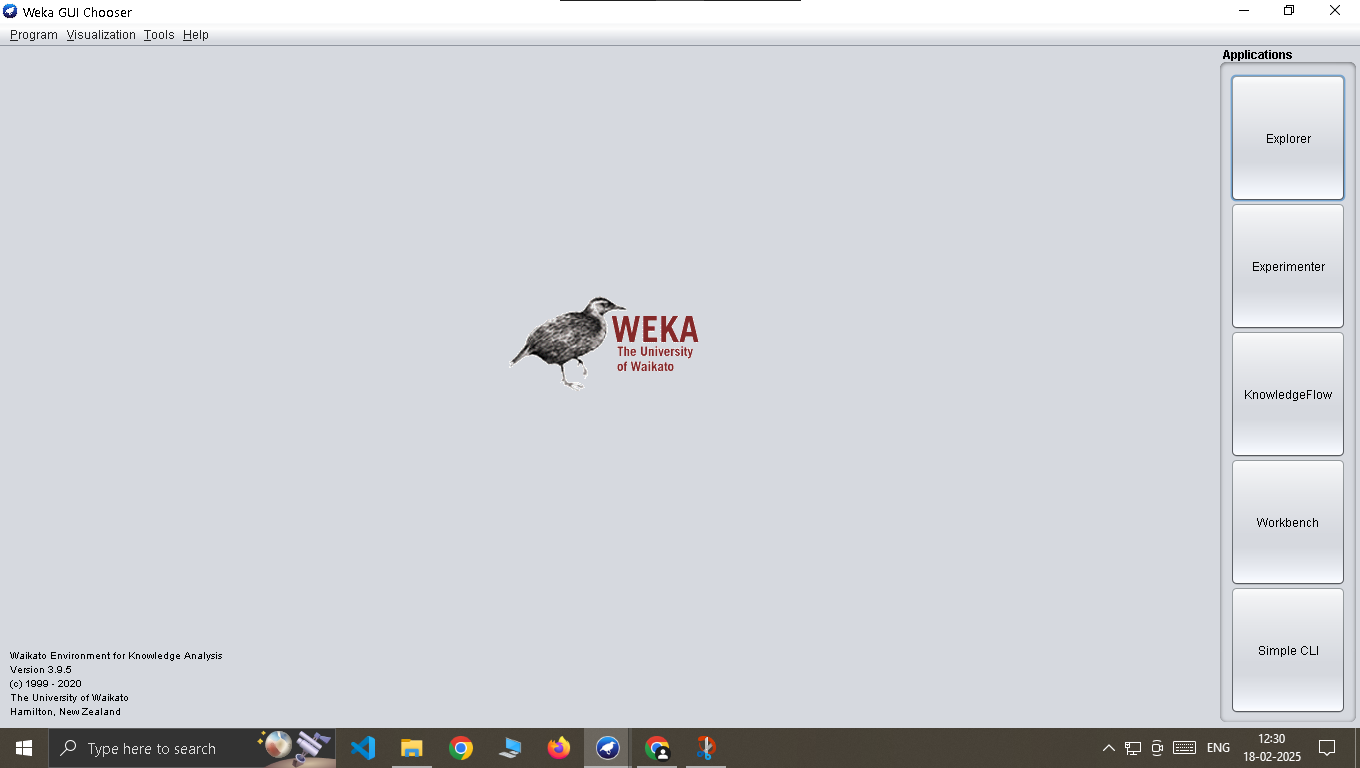 Weka GUI Chooser
Program Visualization Tools Help
Applications
Explorer
Experimenter
KnowledgeFlow
Workbench
Simple CLI
WEKA
The University
of Waikato
Waikato Environment for Knowledge Analysis
Version 3.9.5
(c) 1999 - 2020
The University of Waikato
Hamilton, New Zealand
Type here to search
ENG
12:30
18-02-2025